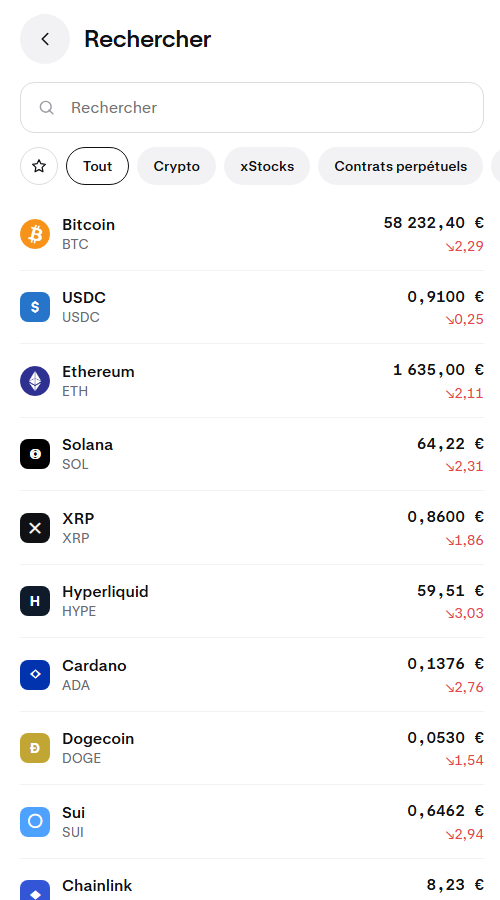 Rechercher
Rechercher
Tout
Crypto
xStocks
Contrats perpétuels
Bitcoin
58 232,40 €
BTC
↘2,29
USDC
0,9100 €
USDC
↘0,25
Ethereum
1 635,00 €
ETH
↘2,11
Solana
64,22 €
SOL
↘2,31
XRP
0,8600 €
XRP
↘1,86
Hyperliquid
59,51 €
HYPE
↘3,03
Cardano
0,1376 €
ADA
↘2,76
Dogecoin
0,0530 €
DOGE
↘1,54
Sui
0,6462 €
SUI
↘2,94
Chainlink
8,23 €